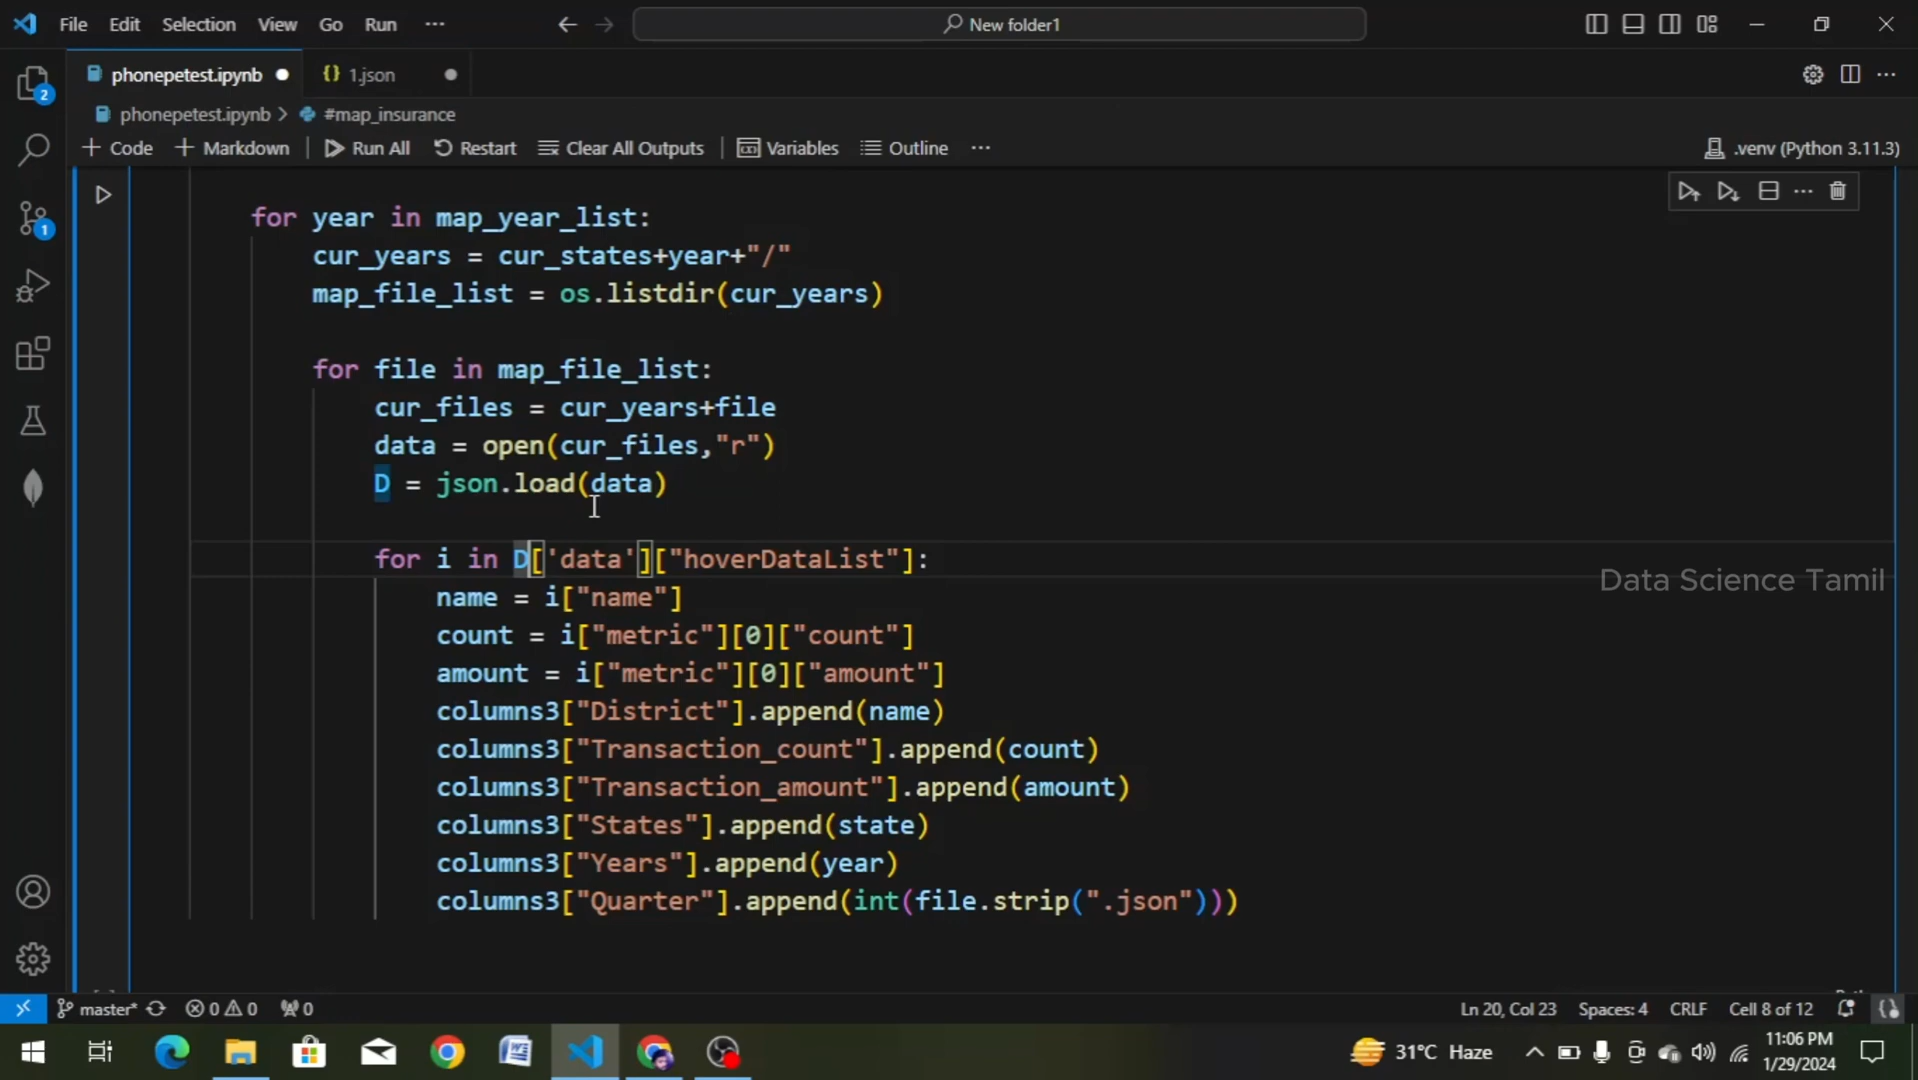 File Edit Selection View Go Run ··· New folder1
phonepetest.ipynb {} 1.json
phonepetest.ipynb > #map_insurance
+ Code + Markdown Run All Restart Clear All Outputs Variables Outline ··· .venv (Python 3.11.3)
for year in map_year_list:
cur_years = cur_states+year+"/"
map_file_list = os.listdir(cur_years)
for file in map_file_list:
cur_files = cur_years+file
data = open(cur_files,"r")
D = json.load(data)
for i in D['data']["hoverDataList"]:
name = i["name"]
count = i["metric"][0]["count"]
amount = i["metric"][0]["amount"]
columns3["District"].append(name)
columns3["Transaction_count"].append(count)
columns3["Transaction_amount"].append(amount)
columns3["States"].append(state)
columns3["Years"].append(year)
columns3["Quarter"].append(int(file.strip(".json")))
Data Science Tamil
2
1
master* 0 0 0 Ln 20, Col 23 Spaces: 4 CRLF Cell 8 of 12
31°C Haze 11:06 PM
1/29/2024